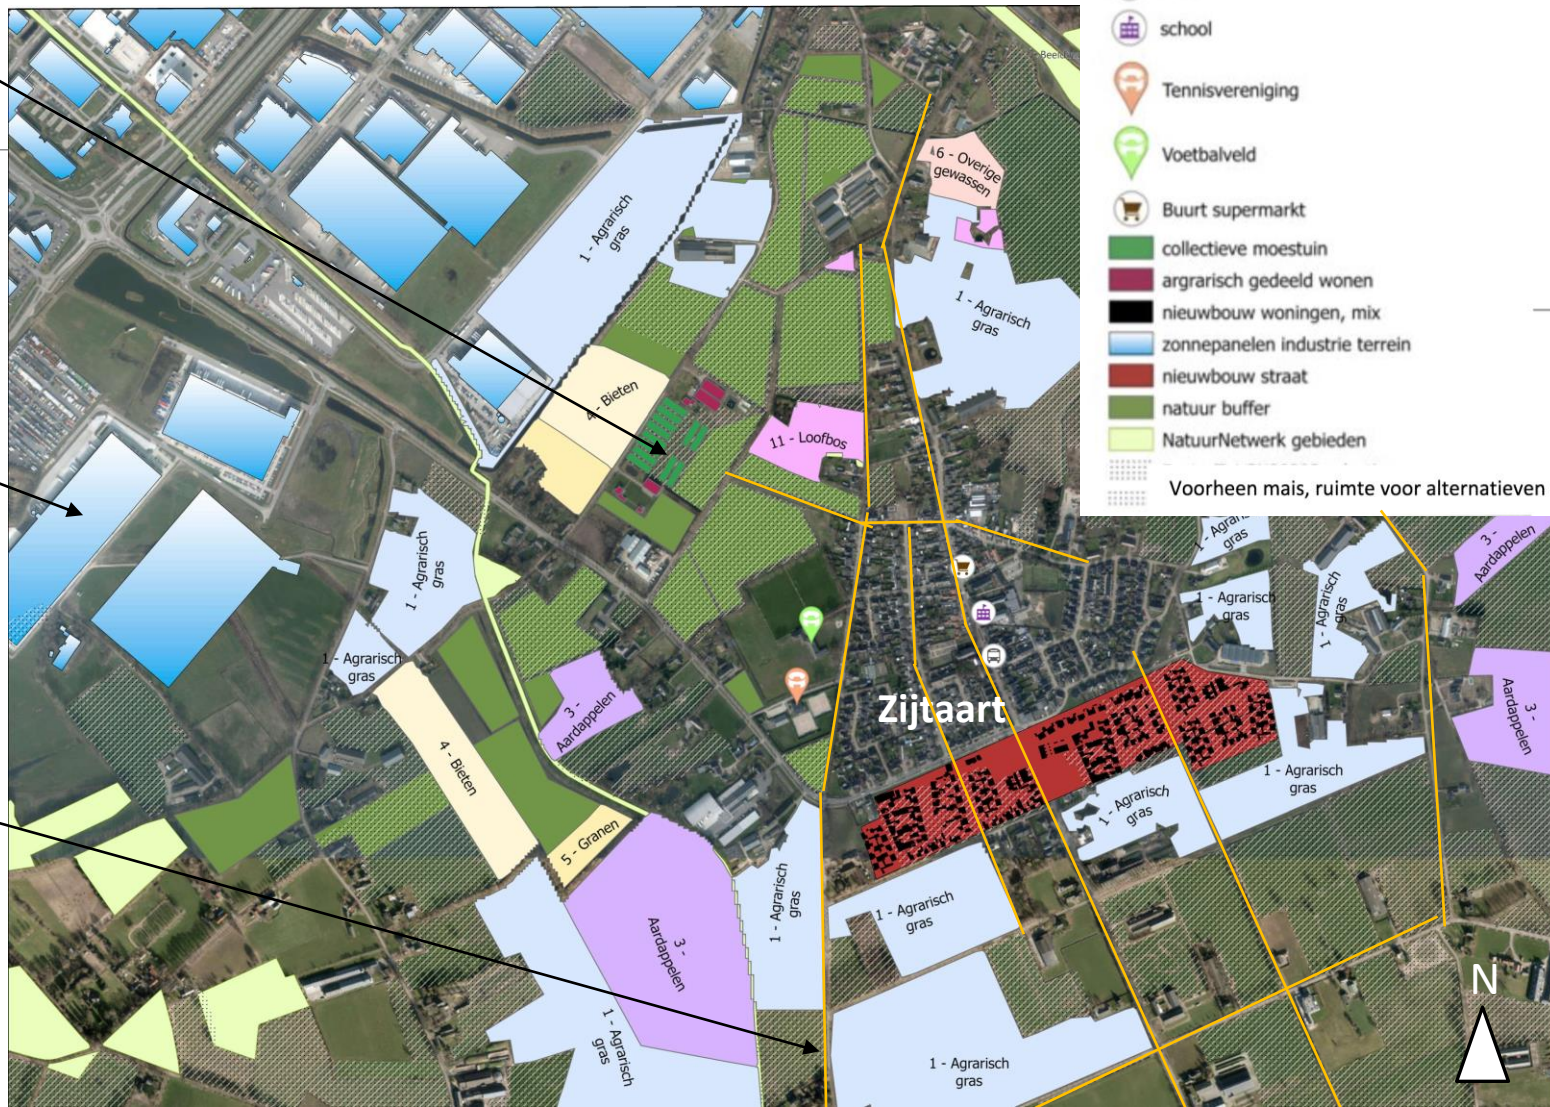 school
Tennisvereniging
Voetbalveld
Buurt supermarkt
collectieve moestuin
argrarisch gedeeld wonen
nieuwbouw woningen, mix
zonnepanelen industrie terrein
nieuwbouw straat
natuur buffer
NatuurNetwerk gebieden
Voorheen mais, ruimte voor alternatieven
1 - Agrarisch
gras
6 - Overige
gewassen
1 - Agrarisch
gras
4 - Bieten
11 - Loofbos
1 - Agrarisch
gras
1 - Agrarisch
gras
1 - Agrarisch
gras
1 - Agrarisch
gras
3 -
Aardappelen
3 -
Aardappelen
3 -
Aardappelen
Zijtaart
4 - Bieten
5 - Granen
1 - Agrarisch
gras
1 - Agrarisch
gras
3 -
Aardappelen
1 - Agrarisch
gras
1 - Agrarisch
gras
1 - Agrarisch
gras
1 - Agrarisch
gras
N